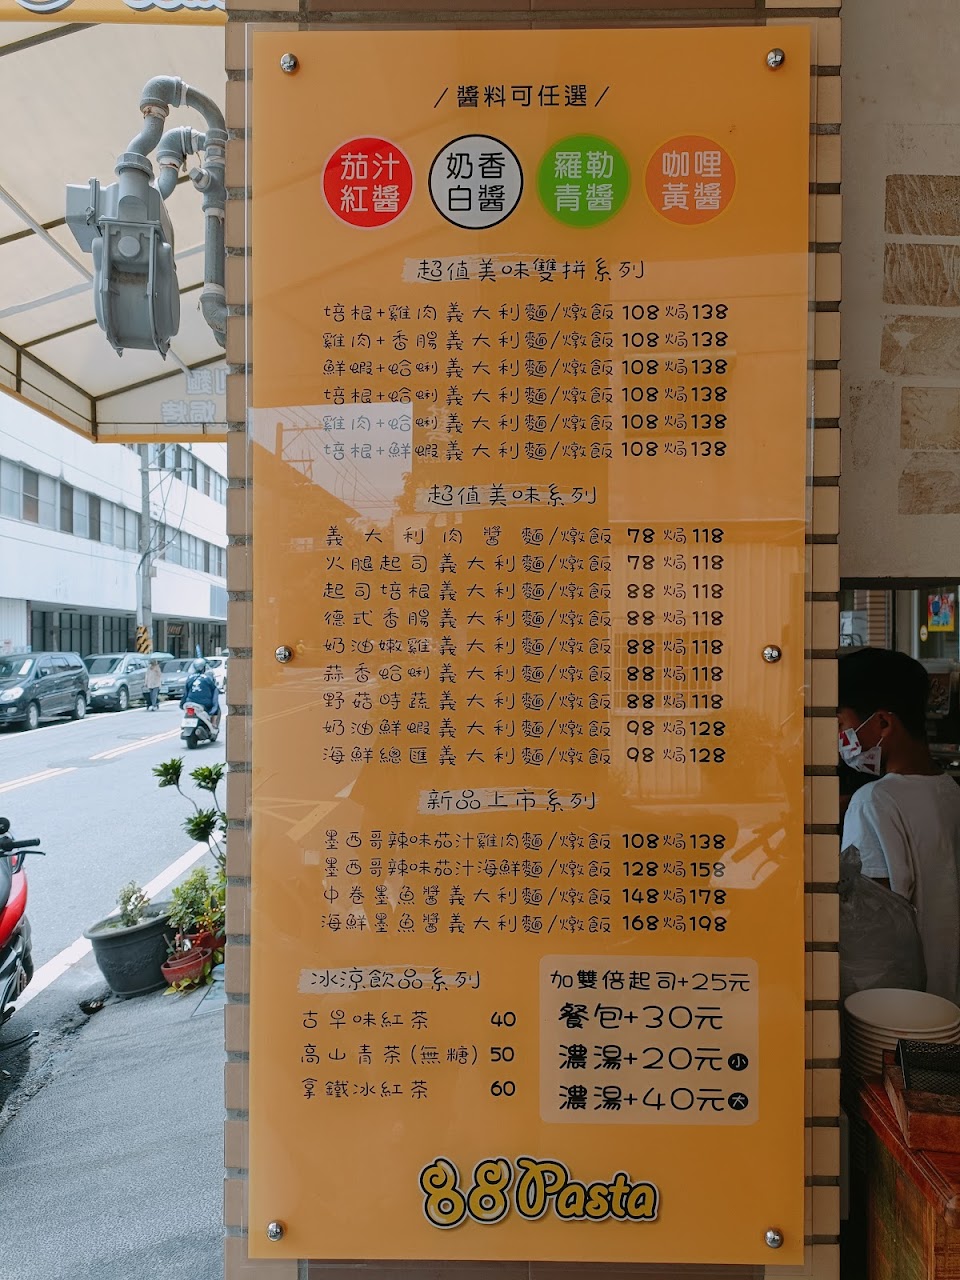 /醬料可任選/
茄汁紅醬
奶香白醬
羅勒青醬
咖哩黃醬
超值美味雙拼系列
培根+雞肉義大利麵/燉飯 108 焗138
雞肉+香腸義大利麵/燉飯 108 焗138
鮮蝦+哈蜊義大利麵/燉飯 108 焗138
培根+哈蜊義大利麵/燉飯 108 焗138
雞肉+哈蜊義大利麵/燉飯 108 焗138
培根+鮮蝦義大利麵/燉飯 108 焗138
超值美味系列
義大利肉醬麵/燉飯 78 焗118
火腿起司義大利麵/燉飯 78 焗118
起司培根義大利麵/燉飯 88 焗118
德式香腸義大利麵/燉飯 88 焗118
奶油嫩雞義大利麵/燉飯 88 焗118
蒜香哈蜊義大利麵/燉飯 88 焗118
野菇時蔬義大利麵/燉飯 88 焗118
奶油鮮蝦義大利麵/燉飯 98 焗128
海鮮總匯義大利麵/燉飯 98 焗128
新品上市系列
墨西哥辣味茄汁雞肉麵/燉飯 108 焗138
墨西哥辣味茄汁海鮮麵/燉飯 128 焗158
中卷墨魚醬義大利麵/燉飯 148 焗178
海鮮墨魚醬義大利麵/燉飯 168 焗198
冰涼飲品系列
古早味紅茶 40
高山青茶(無糖) 50
拿鐵冰紅茶 60
加雙倍起司+25元
餐包+30元
濃湯+20元小
濃湯+40元大
88 Pasta